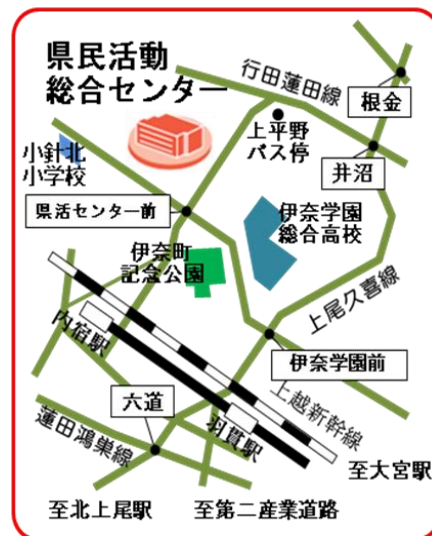 県民活動
総合センター
行田蓮田線
根金
上平野
バス停
井沼
小針北
小学校
県活センター前
伊奈学園
総合高校
伊奈町
記念公園
上尾久喜線
内宿駅
伊奈学園前
六道
上越新幹線
羽貫駅
蓮田鴻巣線
至大宮駅
至北上尾駅
至第二産業道路